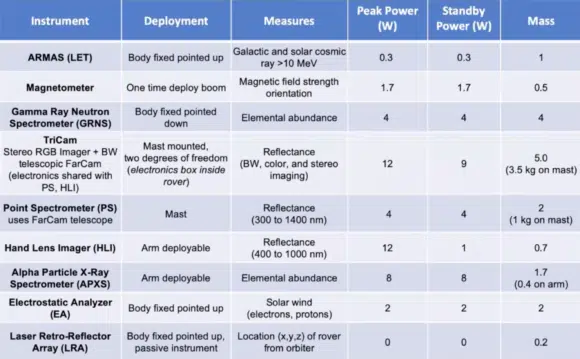 Instrument Deployment Measures Peak Power (W) Standby Power (W) Mass
ARMAS (LET) Body fixed pointed up Galactic and solar cosmic ray >10 MeV 0.3 0.3 1
Magnetometer One time deploy boom Magnetic field strength orientation 1.7 1.7 0.5
Gamma Ray Neutron Spectrometer (GRNS) Body fixed pointed down Elemental abundance 4 4 4
TriCam Stereo RGB Imager + BW telescopic FarCam (electronics shared with PS, HLI) Mast mounted, two degrees of freedom (electronics box inside rover) Reflectance (BW, color, and stereo imaging) 12 9 5.0 (3.5 kg on mast)
Point Spectrometer (PS) uses FarCam telescope Mast Reflectance (300 to 1400 nm) 4 4 2 (1 kg on mast)
Hand Lens Imager (HLI) Arm deployable Reflectance (400 to 1000 nm) 12 1 0.7
Alpha Particle X-Ray Spectrometer (APXS) Arm deployable Elemental abundance 8 8 1.7 (0.4 on arm)
Electrostatic Analyzer (EA) Body fixed pointed up Solar wind (electrons, protons) 2 2 2
Laser Retro-Reflector Array (LRA) Body fixed pointed up, passive instrument Location (x,y,z) of rover from orbiter 0 0 0.2